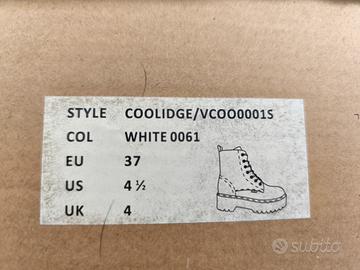 STYLE COOLIDGE/VCOO0001S
COL WHITE 0061
EU 37
US 4 ½
UK 4
subito